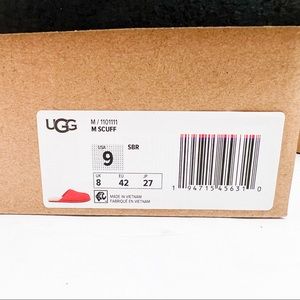 UGG
M / 1101111
M SCUFF
USA
9
SBR
UK EU JP
8 42 27
MADE IN VIETNAM
FABRIQUÉ EN VIETNAM
1 94715 45631 0